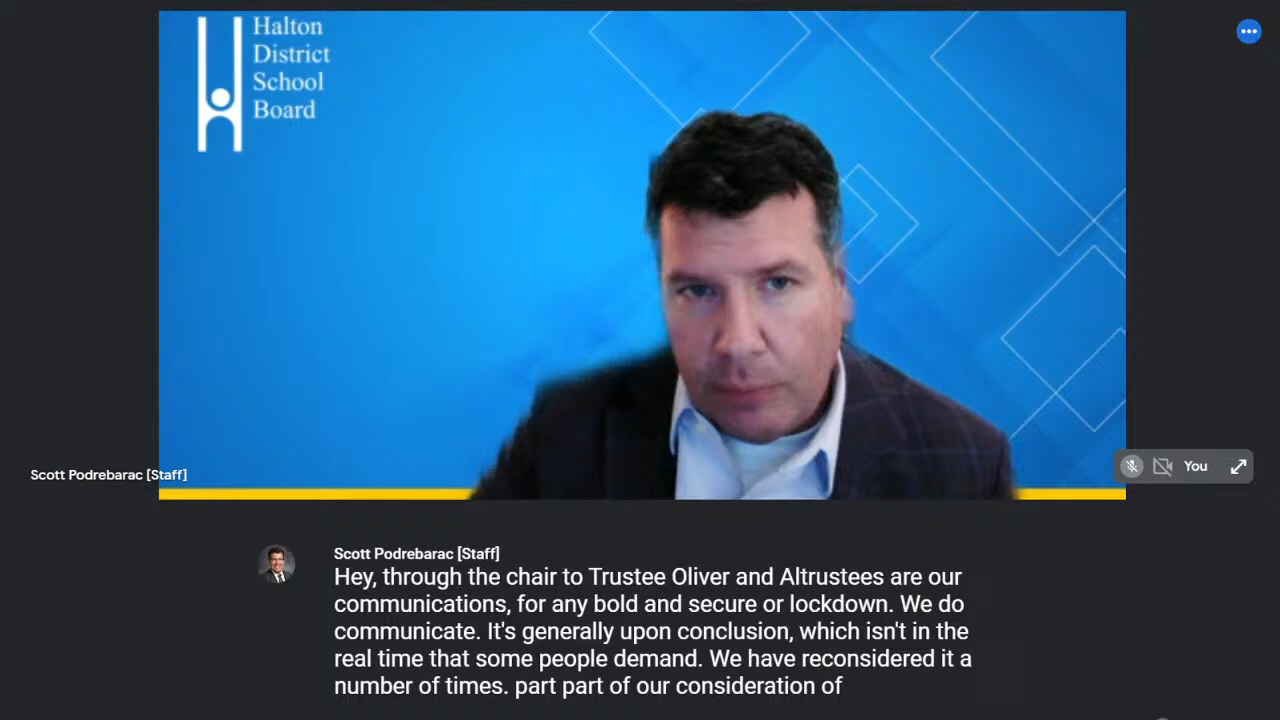 Halton
District
School
Board
Scott Podrebarac [Staff]
You
Scott Podrebarac [Staff]
Hey, through the chair to Trustee Oliver and Altrustees are our
communications, for any bold and secure or lockdown. We do
communicate. It's generally upon conclusion, which isn't in the
real time that some people demand. We have reconsidered it a
number of times. part part of our consideration of